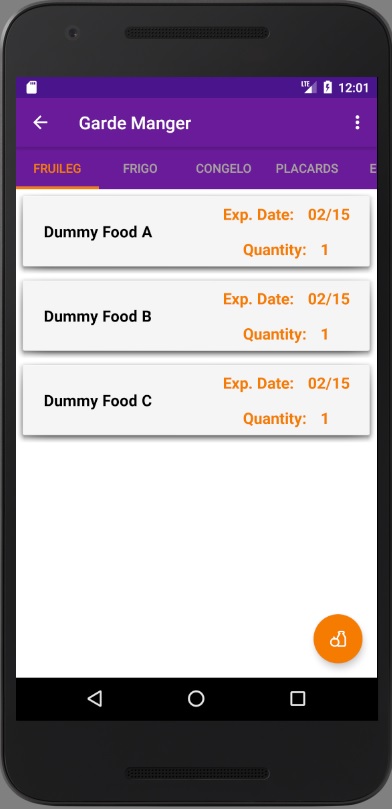 LTE 12:01
Garde Manger
FRUILEG FRIGO CONGELO PLACARDS E
Exp. Date: 02/15
Dummy Food A
Quantity: 1
Exp. Date: 02/15
Dummy Food B
Quantity: 1
Exp. Date: 02/15
Dummy Food C
Quantity: 1